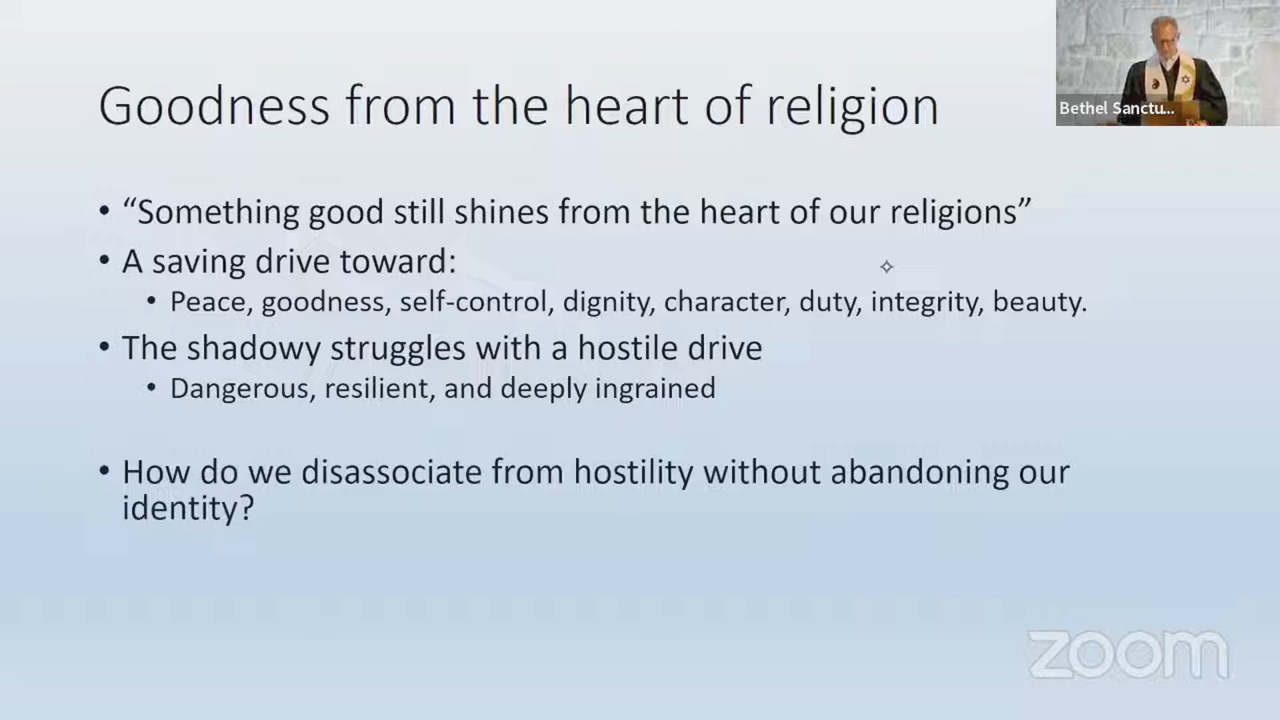 Goodness from the heart of religion
Bethel Sanctu...
• “Something good still shines from the heart of our religions”
• A saving drive toward:
• Peace, goodness, self-control, dignity, character, duty, integrity, beauty.
• The shadowy struggles with a hostile drive
• Dangerous, resilient, and deeply ingrained
• How do we disassociate from hostility without abandoning our
identity?
zoom